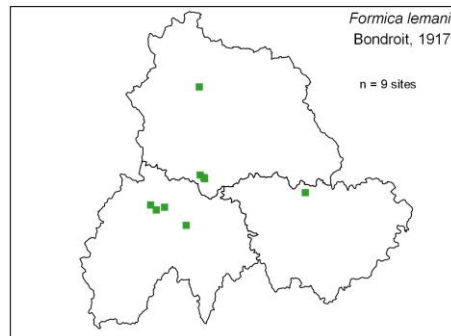 Formica lemani
Bondroit, 1917
n = 9 sites